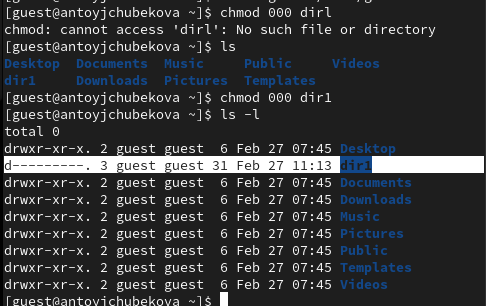 [guest@antoyjchubekova ~]$ chmod 000 dirl
chmod: cannot access 'dirl': No such file or directory
[guest@antoyjchubekova ~]$ ls
Desktop  Documents  Music     Public     Videos
dir1     Downloads  Pictures  Templates
[guest@antoyjchubekova ~]$ chmod 000 dir1
[guest@antoyjchubekova ~]$ ls -l
total 0
drwxr-xr-x. 2 guest guest  6 Feb 27 07:45 Desktop
d---------. 3 guest guest 31 Feb 27 11:13 dir1
drwxr-xr-x. 2 guest guest  6 Feb 27 07:45 Documents
drwxr-xr-x. 2 guest guest  6 Feb 27 07:45 Downloads
drwxr-xr-x. 2 guest guest  6 Feb 27 07:45 Music
drwxr-xr-x. 2 guest guest  6 Feb 27 07:45 Pictures
drwxr-xr-x. 2 guest guest  6 Feb 27 07:45 Public
drwxr-xr-x. 2 guest guest  6 Feb 27 07:45 Templates
drwxr-xr-x. 2 guest guest  6 Feb 27 07:45 Videos
[guest@antoyjchubekova ~]$